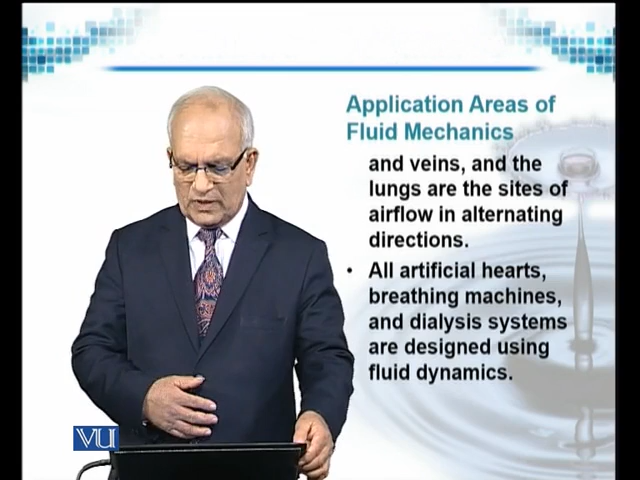 Application Areas of
Fluid Mechanics
and veins, and the
lungs are the sites of
airflow in alternating
directions.
• All artificial hearts,
breathing machines,
and dialysis systems
are designed using
fluid dynamics.
VU